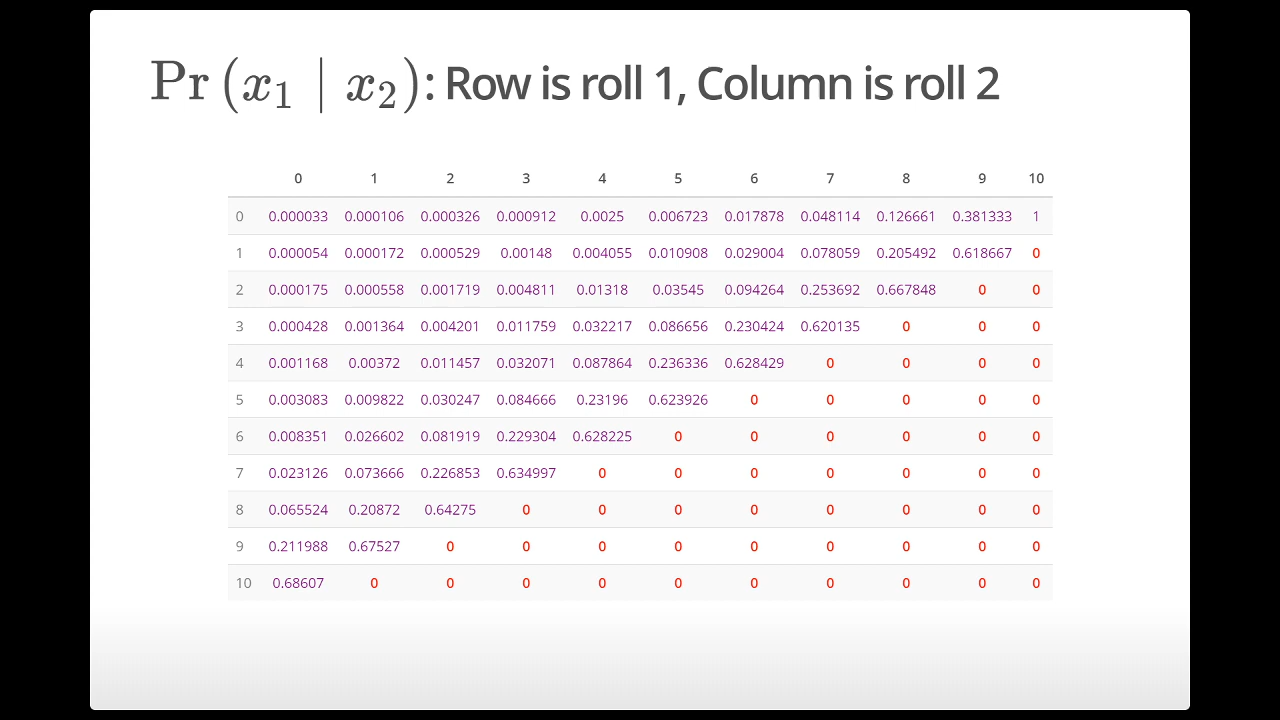 Pr (x₁ | x₂): Row is roll 1, Column is roll 2
0 1 2 3 4 5 6 7 8 9 10
0 0.000033 0.000106 0.000326 0.000912 0.0025 0.006723 0.017878 0.048114 0.126661 0.381333 1
1 0.000054 0.000172 0.000529 0.00148 0.004055 0.010908 0.029004 0.078059 0.205492 0.618667 0
2 0.000175 0.000558 0.001719 0.004811 0.01318 0.03545 0.094264 0.253692 0.667848 0 0
3 0.000428 0.001364 0.004201 0.011759 0.032217 0.086656 0.230424 0.620135 0 0 0
4 0.001168 0.00372 0.011457 0.032071 0.087864 0.236336 0.628429 0 0 0 0
5 0.003083 0.009822 0.030247 0.084666 0.23196 0.623926 0 0 0 0 0
6 0.008351 0.026602 0.081919 0.229304 0.628225 0 0 0 0 0 0
7 0.023126 0.073666 0.226853 0.634997 0 0 0 0 0 0 0
8 0.065524 0.20872 0.64275 0 0 0 0 0 0 0 0
9 0.211988 0.67527 0 0 0 0 0 0 0 0 0
10 0.68607 0 0 0 0 0 0 0 0 0 0